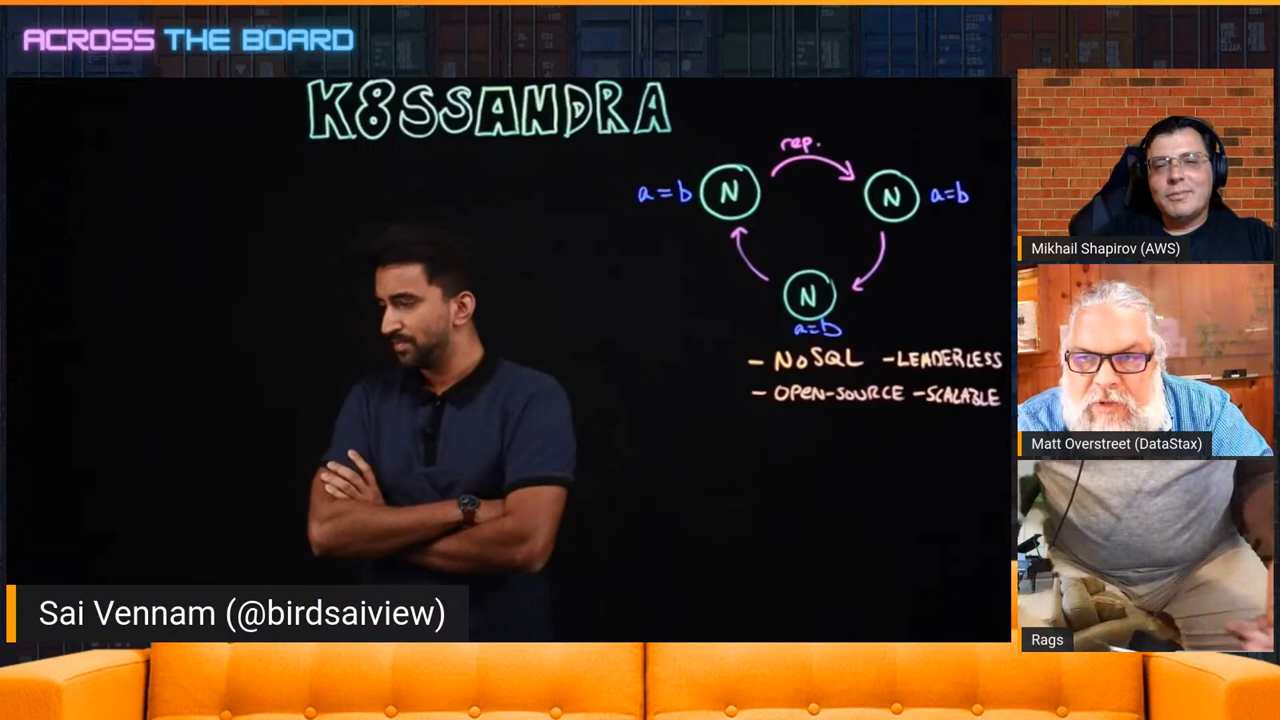 ACROSS THE BOARD
K8SSANDRA
rep.
a=b
N
N
a=b
N
a=b
- NoSQL - LEADERLESS
- OPEN-SOURCE - SCALABLE
Sai Vennam (@birdsaiview)
Mikhail Shapirov (AWS)
Matt Overstreet (DataStax)
Rags